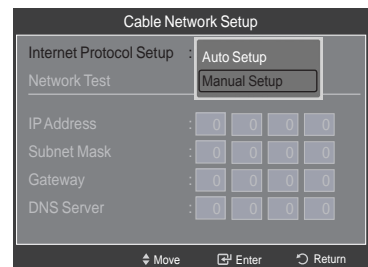 Cable Network Setup
Internet Protocol Setup : Auto Setup
Manual Setup
Network Test
IP Address : 0 0 0 0
Subnet Mask : 0 0 0 0
Gateway : 0 0 0 0
DNS Server : 0 0 0 0
Move Enter Return